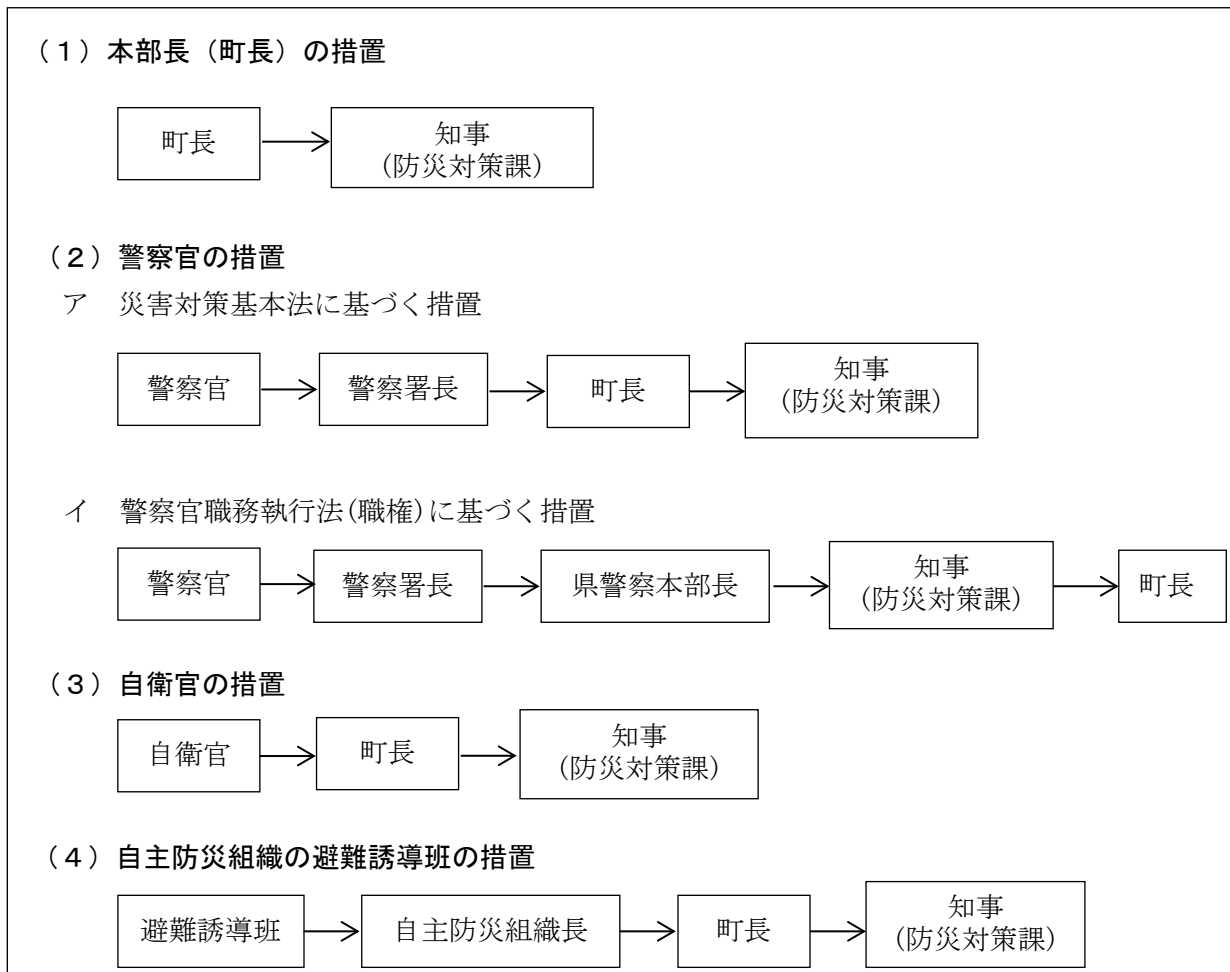 （１）本部長（町長）の措置
町長
知事
(防災対策課)
（２）警察官の措置
ア 災害対策基本法に基づく措置
警察官
警察署長
町長
知事
(防災対策課)
イ 警察官職務執行法(職権)に基づく措置
警察官
警察署長
県警察本部長
知事
(防災対策課)
町長
（３）自衛官の措置
自衛官
町長
知事
(防災対策課)
（４）自主防災組織の避難誘導班の措置
避難誘導班
自主防災組織長
町長
知事
(防災対策課)